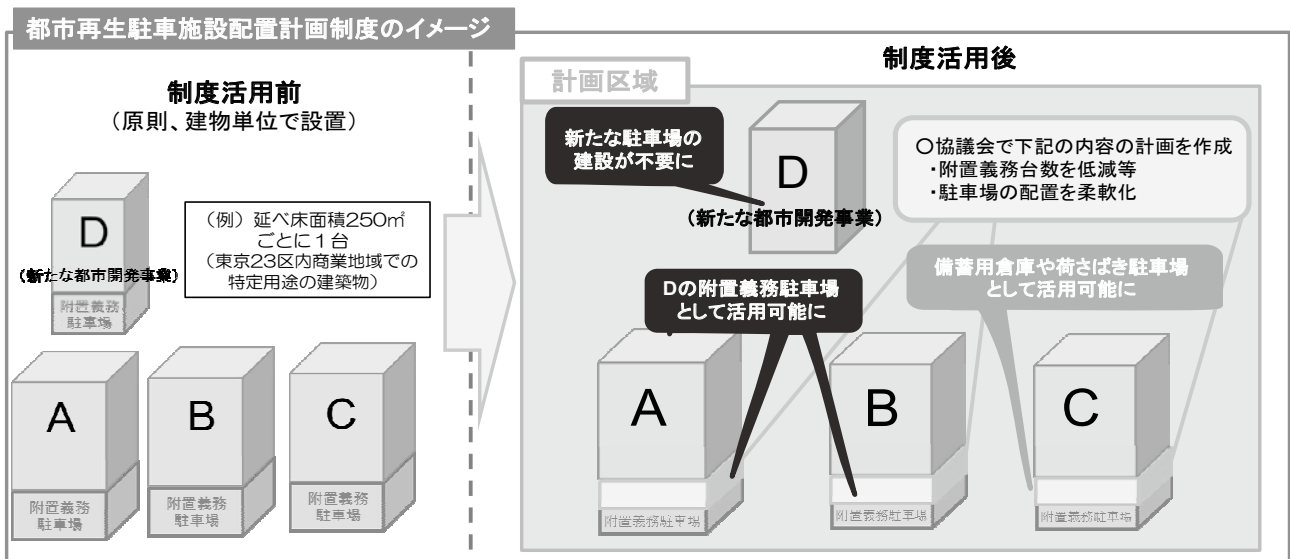 都市再生駐車施設配置計画制度のイメージ
制度活用前
（原則、建物単位で設置）
D
（新たな都市開発事業）
附置義務
駐車場
（例）延べ床面積250㎡
ごとに１台
（東京23区内商業地域での
特定用途の建築物）
A
附置義務
駐車場
B
附置義務
駐車場
C
附置義務
駐車場
制度活用後
計画区域
新たな駐車場の
建設が不要に
D
（新たな都市開発事業）
○協議会で下記の内容の計画を作成
・附置義務台数を低減等
・駐車場の配置を柔軟化
Dの附置義務駐車場
として活用可能に
備蓄用倉庫や荷さばき駐車場
として活用可能に
A
附置義務駐車場
B
附置義務駐車場
C
附置義務駐車場